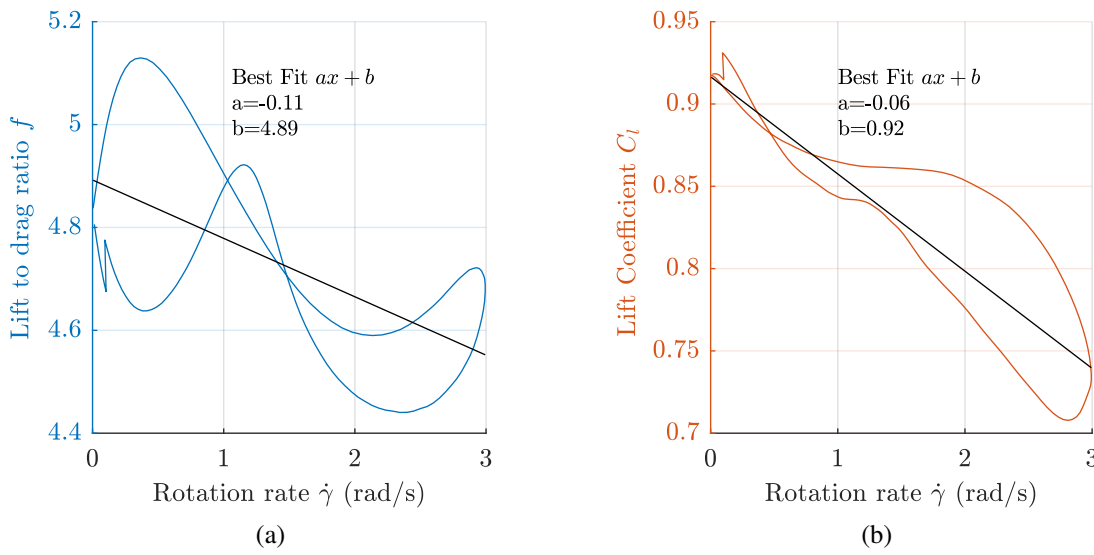 5.2
5
4.8
4.6
4.4
Lift to drag ratio f
Best Fit ax + b
a=-0.11
b=4.89
0 1 2 3
Rotation rate γ̇ (rad/s)
(a)
0.95
0.9
0.85
0.8
0.75
0.7
Lift Coefficient C_l
Best Fit ax + b
a=-0.06
b=0.92
0 1 2 3
Rotation rate γ̇ (rad/s)
(b)